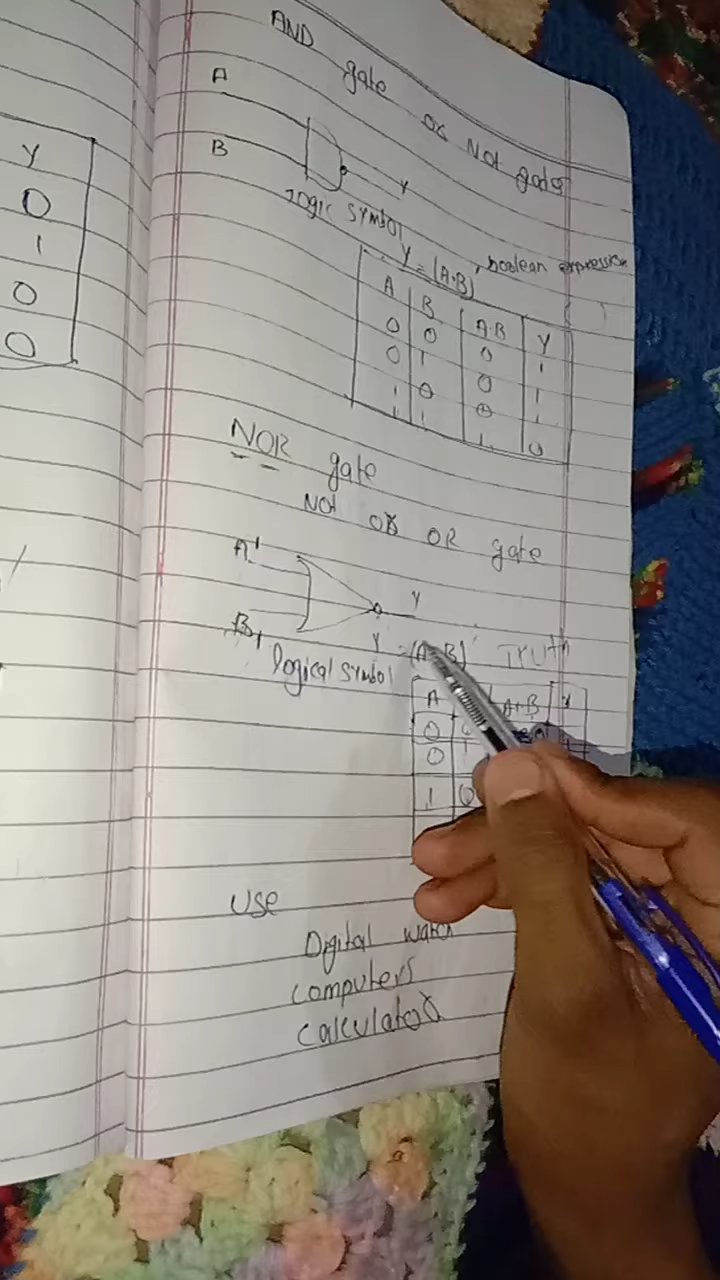 Y
0
1
0
0
AND gate or Not gate
A
B
Y
logic symbol
Y = (A·B)' boolean expression
A B A·B Y
0 0 0 1
0 1 0 1
1 0 0 1
1 1 1 0
NOR gate
Not or OR gate
A'
B,
Y
Y = (A+B)' Truth
logical symbol
A A+B Y
0
0 1
1 0
Use
Digital watch
Computers
Calculator